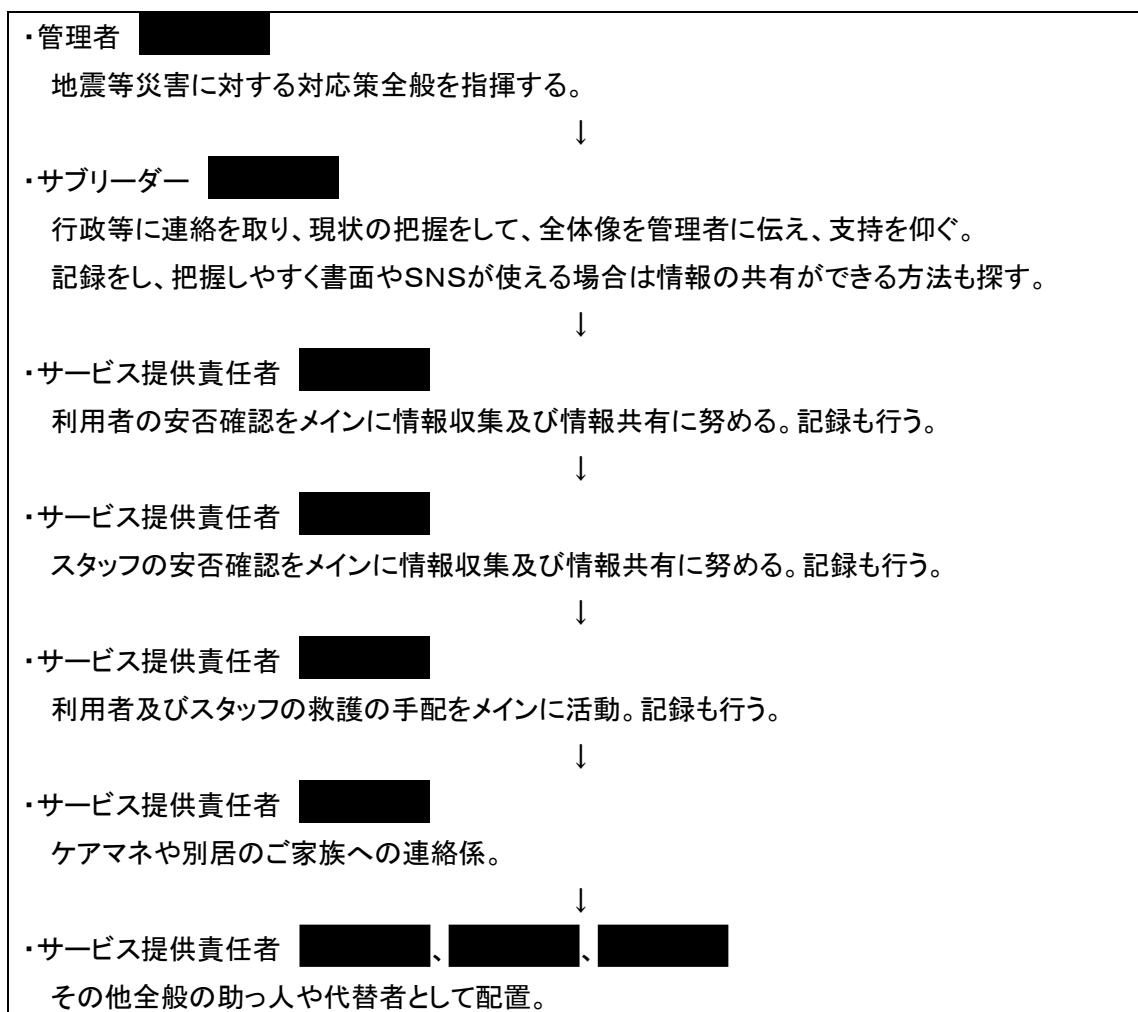 ・管理者
地震等災害に対する対応策全般を指揮する。
↓
・サブリーダー
行政等に連絡を取り、現状の把握をして、全体像を管理者に伝え、支持を仰ぐ。
記録をし、把握しやすく書面やSNSが使える場合は情報の共有ができる方法も探す。
↓
・サービス提供責任者
利用者の安否確認をメインに情報収集及び情報共有に努める。記録も行う。
↓
・サービス提供責任者
スタッフの安否確認をメインに情報収集及び情報共有に努める。記録も行う。
↓
・サービス提供責任者
利用者及びスタッフの救護の手配をメインに活動。記録も行う。
↓
・サービス提供責任者
ケアマネや別居のご家族への連絡係。
↓
・サービス提供責任者 、 、
その他全般の助っ人や代替者として配置。